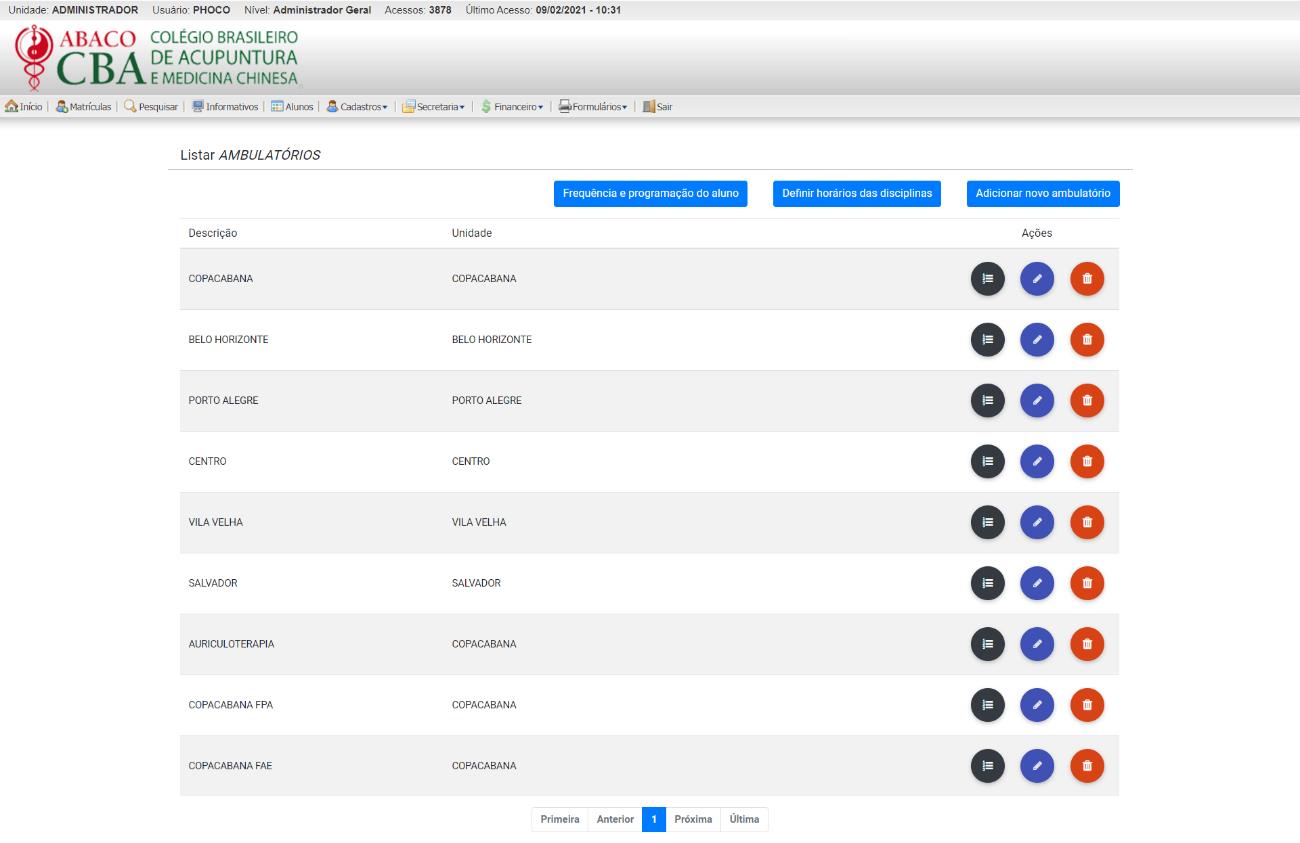 Unidade: ADMINISTRADOR Usuário: PHOCO Nível: Administrador Geral Acessos: 3878 Último Acesso: 09/02/2021 - 10:31
ABACO
CBA
COLÉGIO BRASILEIRO
DE ACUPUNTURA
E MEDICINA CHINESA
Início | Matrículas | Pesquisar | Informativos | Alunos | Cadastros | Secretaria | Financeiro | Formulários | Sair
Listar AMBULATÓRIOS
Frequência e programação do aluno Definir horários das disciplinas Adicionar novo ambulatório
Descrição Unidade Ações
COPACABANA COPACABANA
BELO HORIZONTE BELO HORIZONTE
PORTO ALEGRE PORTO ALEGRE
CENTRO CENTRO
VILA VELHA VILA VELHA
SALVADOR SALVADOR
AURICULOTERAPIA COPACABANA
COPACABANA FPA COPACABANA
COPACABANA FAE COPACABANA
Primeira Anterior 1 Próxima Última